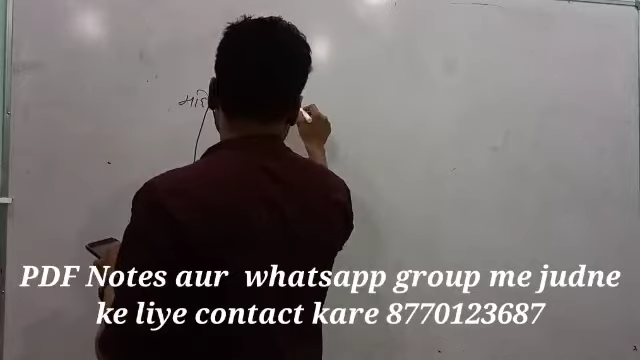 PDF Notes aur whatsapp group me judne
ke liye contact kare 8770123687